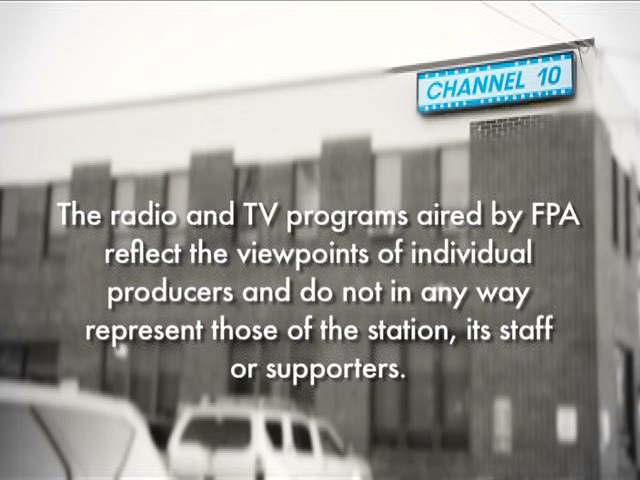 CHANNEL 10
The radio and TV programs aired by FPA
reflect the viewpoints of individual
producers and do not in any way
represent those of the station, its staff
or supporters.